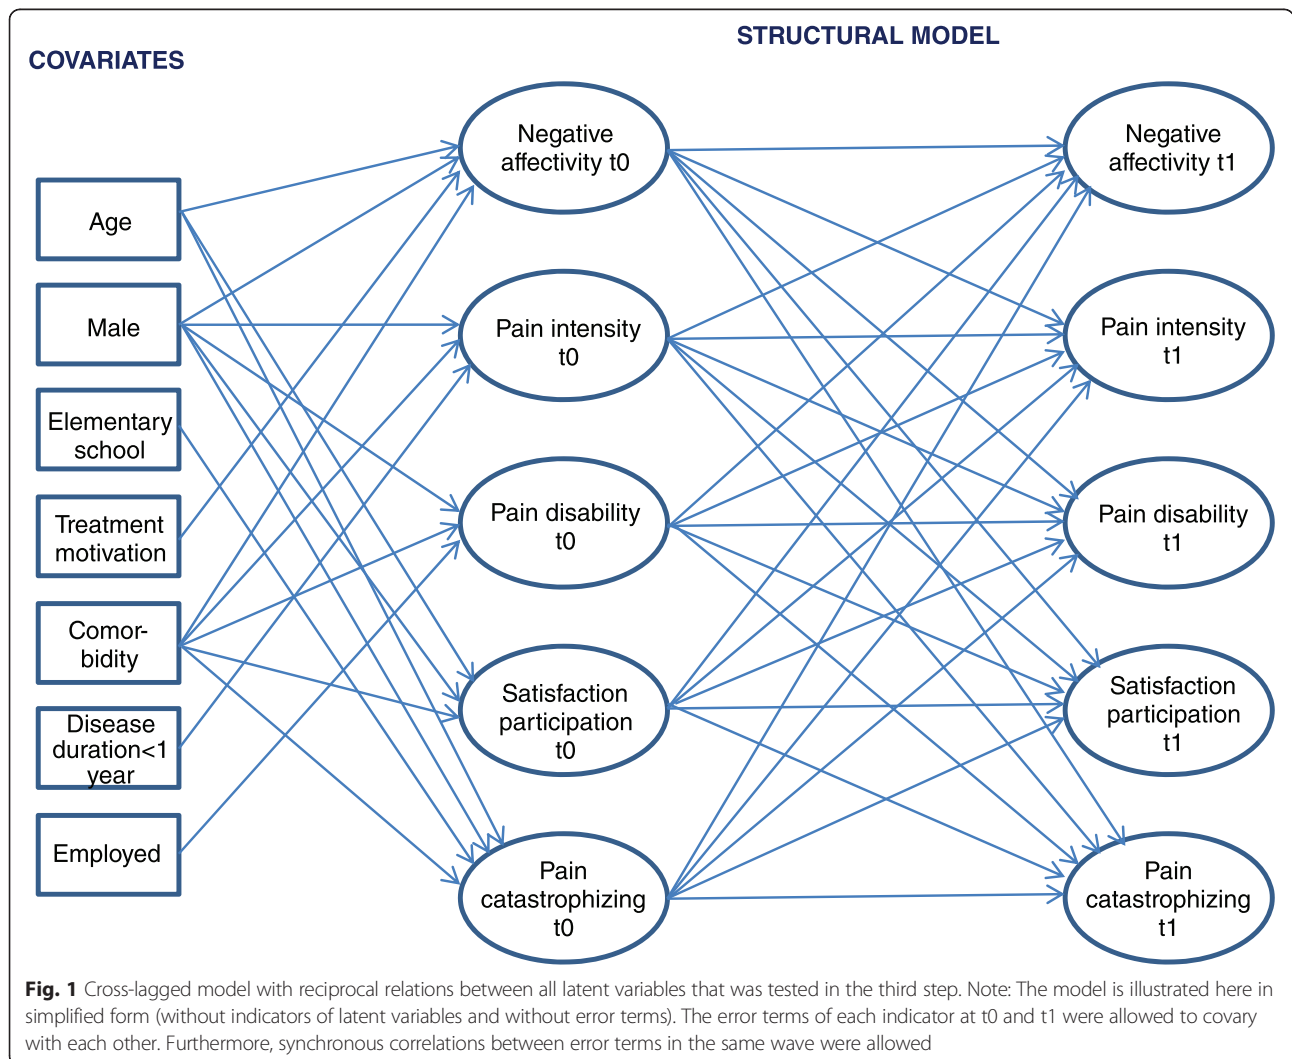 STRUCTURAL MODEL
COVARIATES
Age
Male
Elementary
school
Treatment
motivation
Comor-
bidity
Disease
duration<1
year
Employed
Negative
affectivity t0
Pain intensity
t0
Pain disability
t0
Satisfaction
participation
t0
Pain
catastrophizing
t0
Negative
affectivity t1
Pain intensity
t1
Pain disability
t1
Satisfaction
participation
t1
Pain
catastrophizing
t1
Fig. 1 Cross-lagged model with reciprocal relations between all latent variables that was tested in the third step. Note: The model is illustrated here in
simplified form (without indicators of latent variables and without error terms). The error terms of each indicator at t0 and t1 were allowed to covary
with each other. Furthermore, synchronous correlations between error terms in the same wave were allowed